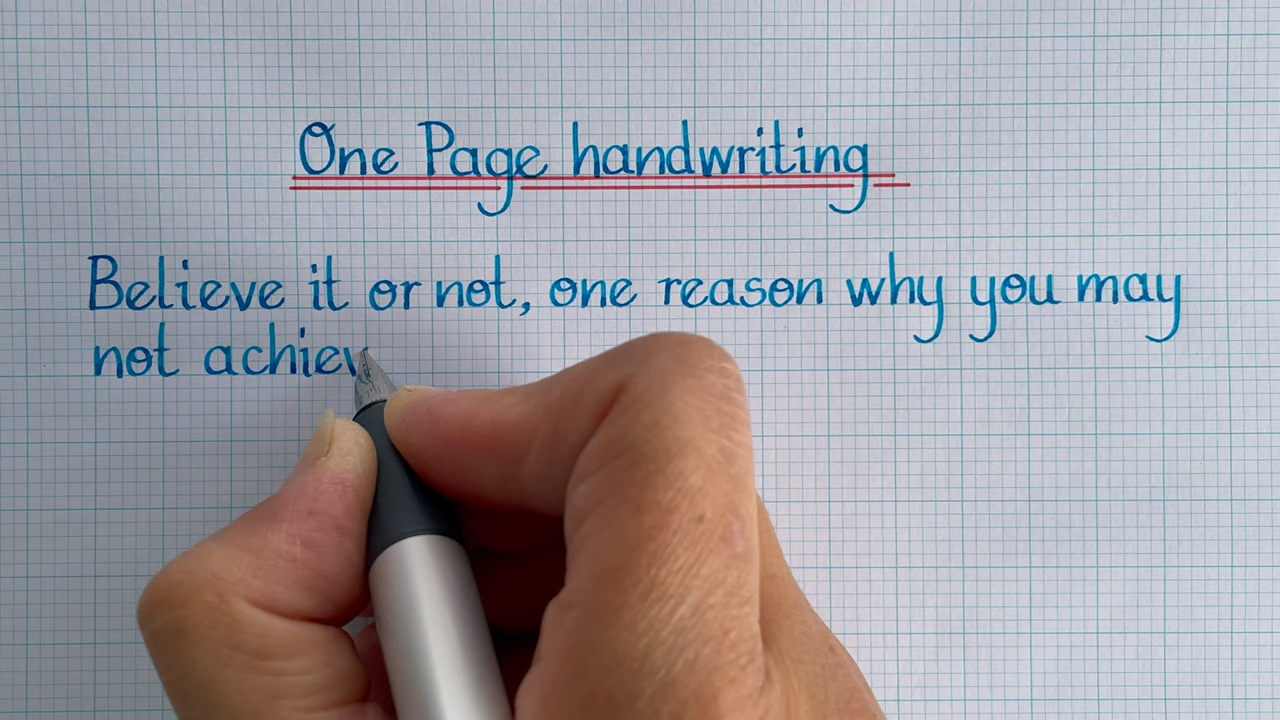 One Page handwriting
Believe it or not, one reason why you may
not achiev